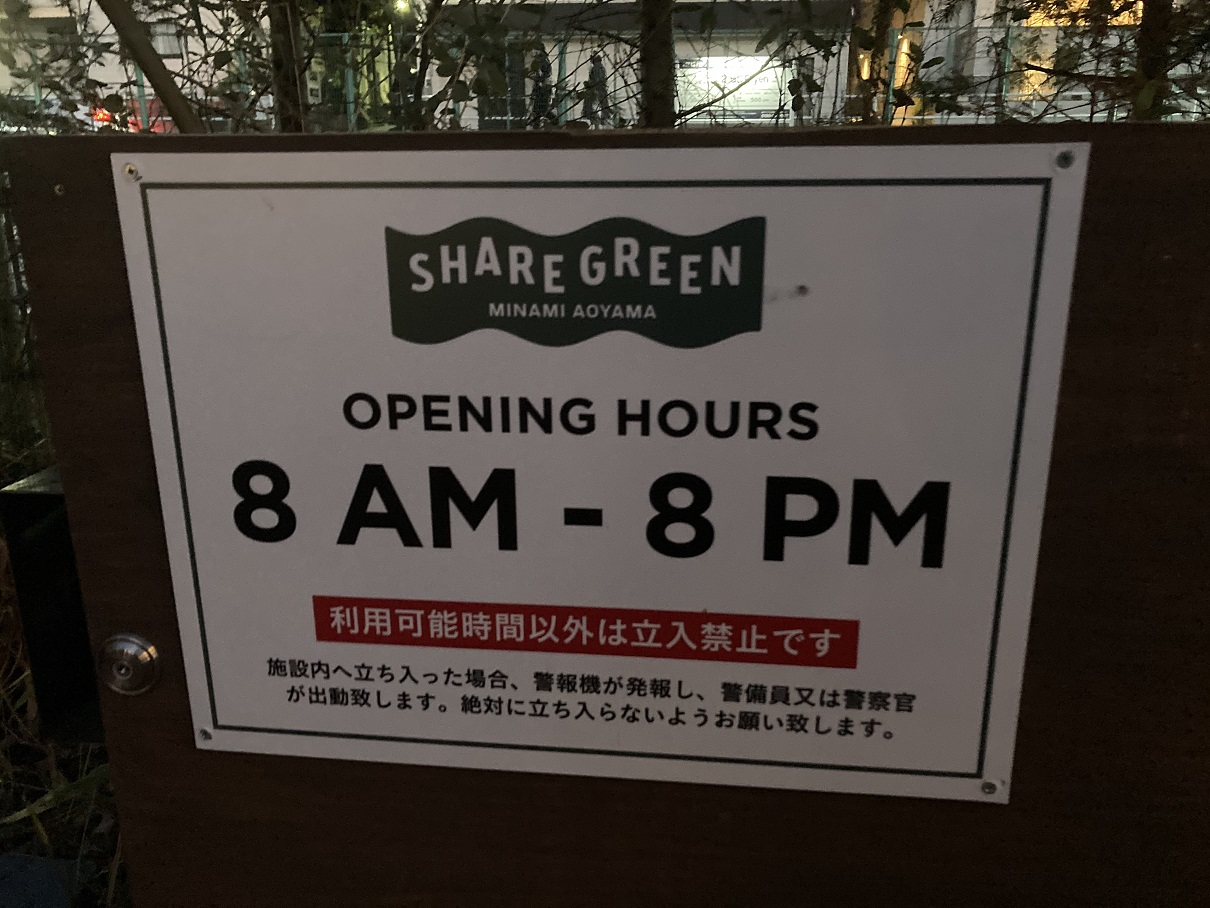 SHARE GREEN
MINAMI AOYAMA
OPENING HOURS
8 AM - 8 PM
利用可能時間以外は立入禁止です
施設内へ立ち入った場合、警報機が発報し、警備員又は警察官
が出動致します。絶対に立ち入らないようお願い致します。